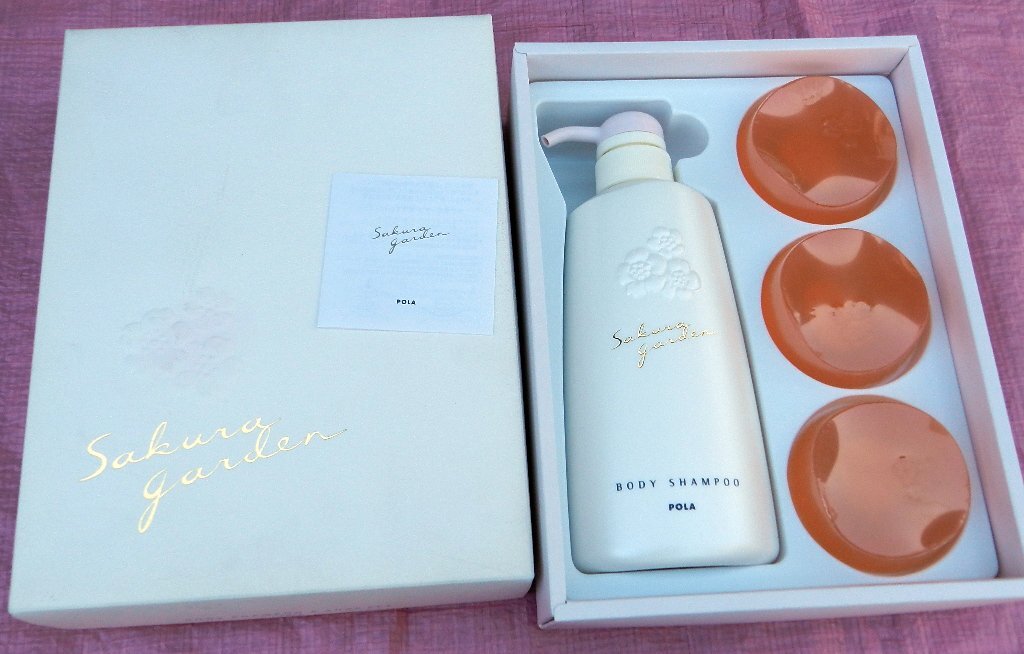 Sakura
garden
Sakura
garden
POLA
Sakura
garden
BODY SHAMPOO
POLA